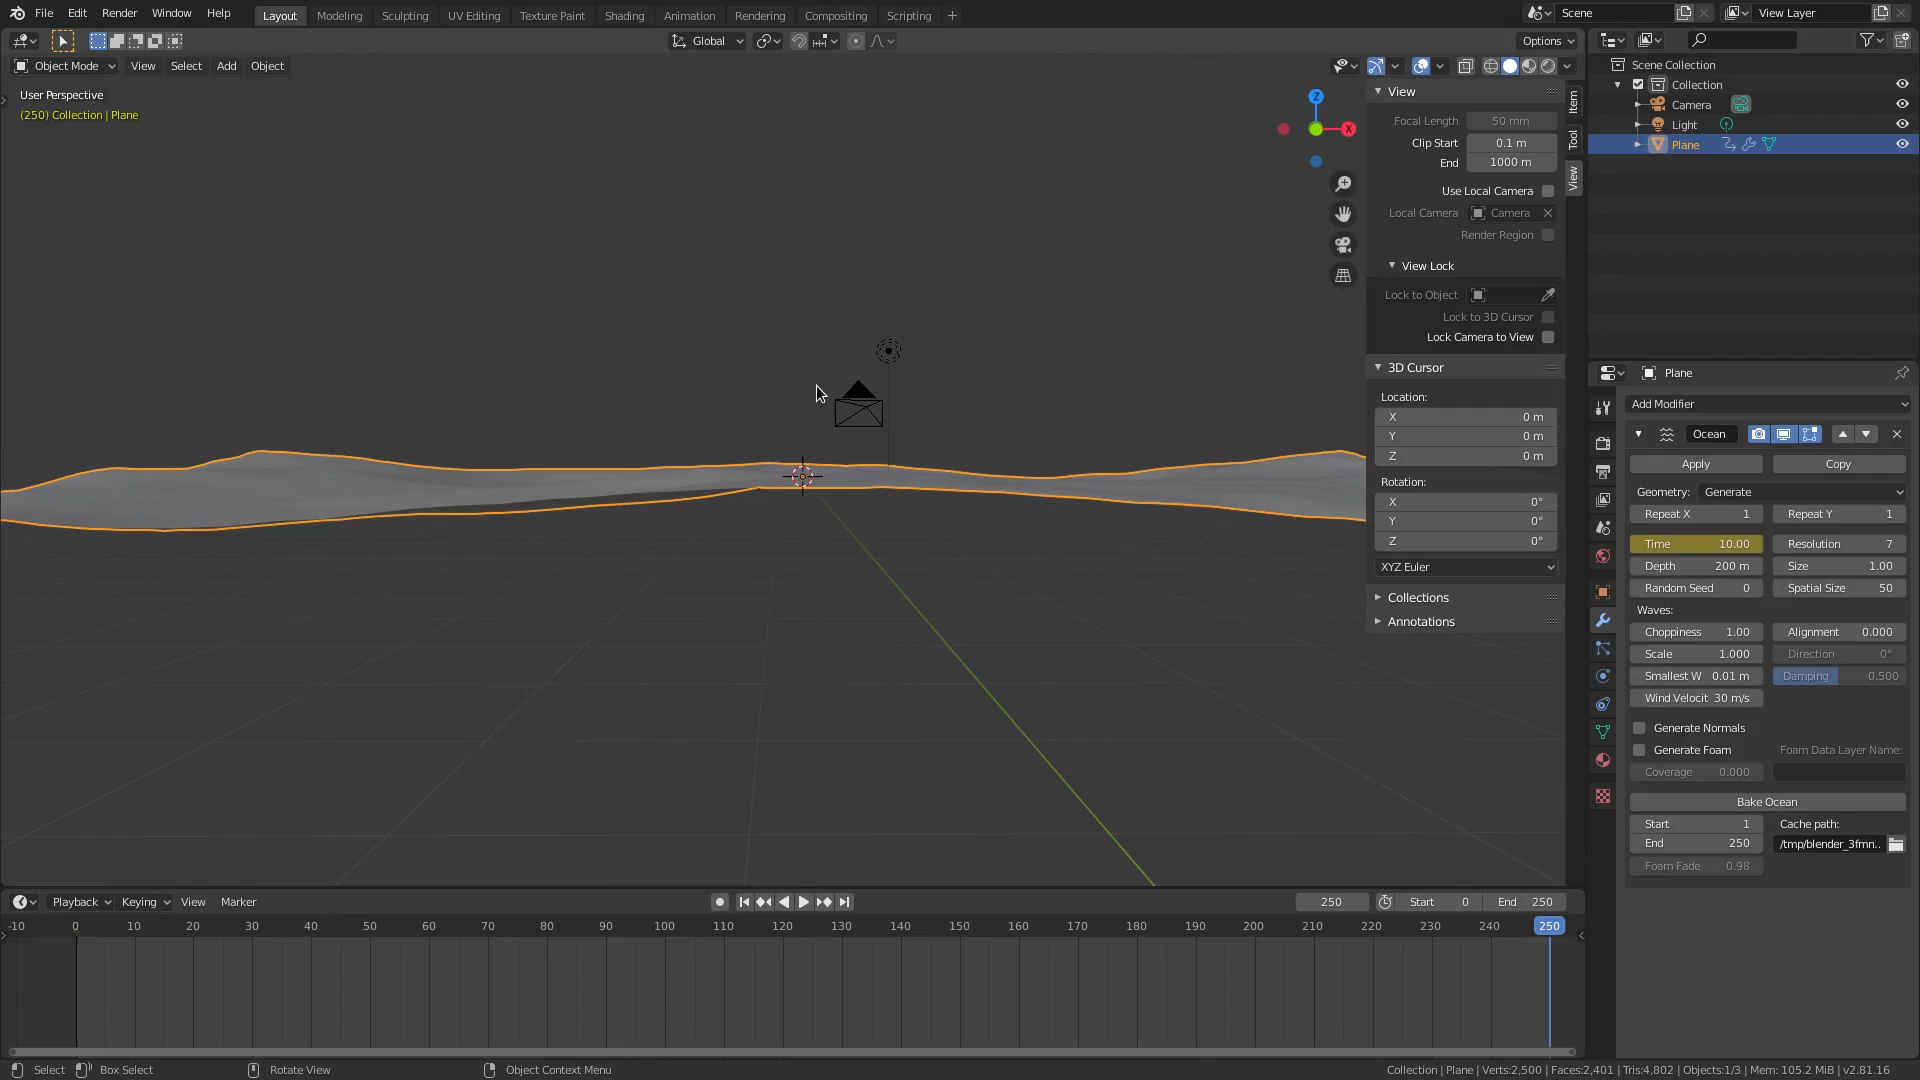 File Edit Render Window Help Layout Modeling Sculpting UV Editing Texture Paint Shading Animation Rendering Compositing Scripting + Scene View Layer
Global Options
Object Mode View Select Add Object
User Perspective
(250) Collection | Plane
Z
X
View
Focal Length 50 mm
Clip Start 0.1 m
End 1000 m
Use Local Camera
Local Camera Camera
Render Region
View Lock
Lock to Object
Lock to 3D Cursor
Lock Camera to View
3D Cursor
Location:
X 0 m
Y 0 m
Z 0 m
Rotation:
X 0°
Y 0°
Z 0°
XYZ Euler
Collections
Annotations
Item
Tool
View
Scene Collection
Collection
Camera
Light
Plane
Plane
Add Modifier
Ocean
Apply Copy
Geometry: Generate
Repeat X 1 Repeat Y 1
Time 10.00 Resolution 7
Depth 200 m Size 1.00
Random Seed 0 Spatial Size 50
Waves:
Choppiness 1.00 Alignment 0.000
Scale 1.000 Direction 0°
Smallest W 0.01 m Damping 0.500
Wind Velocit 30 m/s
Generate Normals
Generate Foam Foam Data Layer Name:
Coverage 0.000
Bake Ocean
Start 1 Cache path:
End 250 /tmp/blender_3fmn..
Foam Fade 0.98
Playback Keying View Marker 250 Start 0 End 250
-10 0 10 20 30 40 50 60 70 80 90 100 110 120 130 140 150 160 170 180 190 200 210 220 230 240 250
Select Box Select Rotate View Object Context Menu Collection | Plane | Verts:2,500 | Faces:2,401 | Tris:4,802 | Objects:1/3 | Mem: 105.2 MiB | v2.81.16